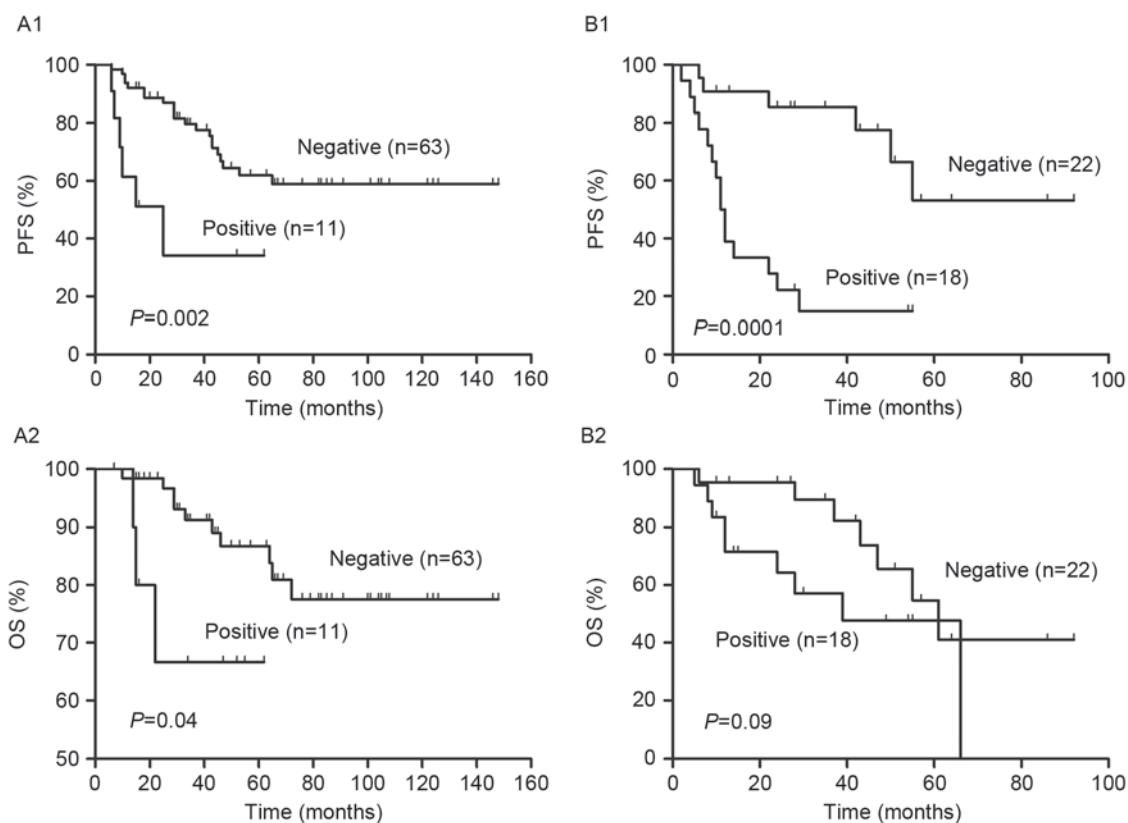 A1
100
80
60
40
20
0
PFS (%)
Negative (n=63)
Positive (n=11)
P=0.002
0 20 40 60 80 100 120 140 160
Time (months)
B1
100
80
60
40
20
0
PFS (%)
Negative (n=22)
Positive (n=18)
P=0.0001
0 20 40 60 80 100
Time (months)
A2
100
90
80
70
60
50
OS (%)
Negative (n=63)
Positive (n=11)
P=0.04
0 20 40 60 80 100 120 140 160
Time (months)
B2
100
80
60
40
20
0
OS (%)
Negative (n=22)
Positive (n=18)
P=0.09
0 20 40 60 80 100
Time (months)